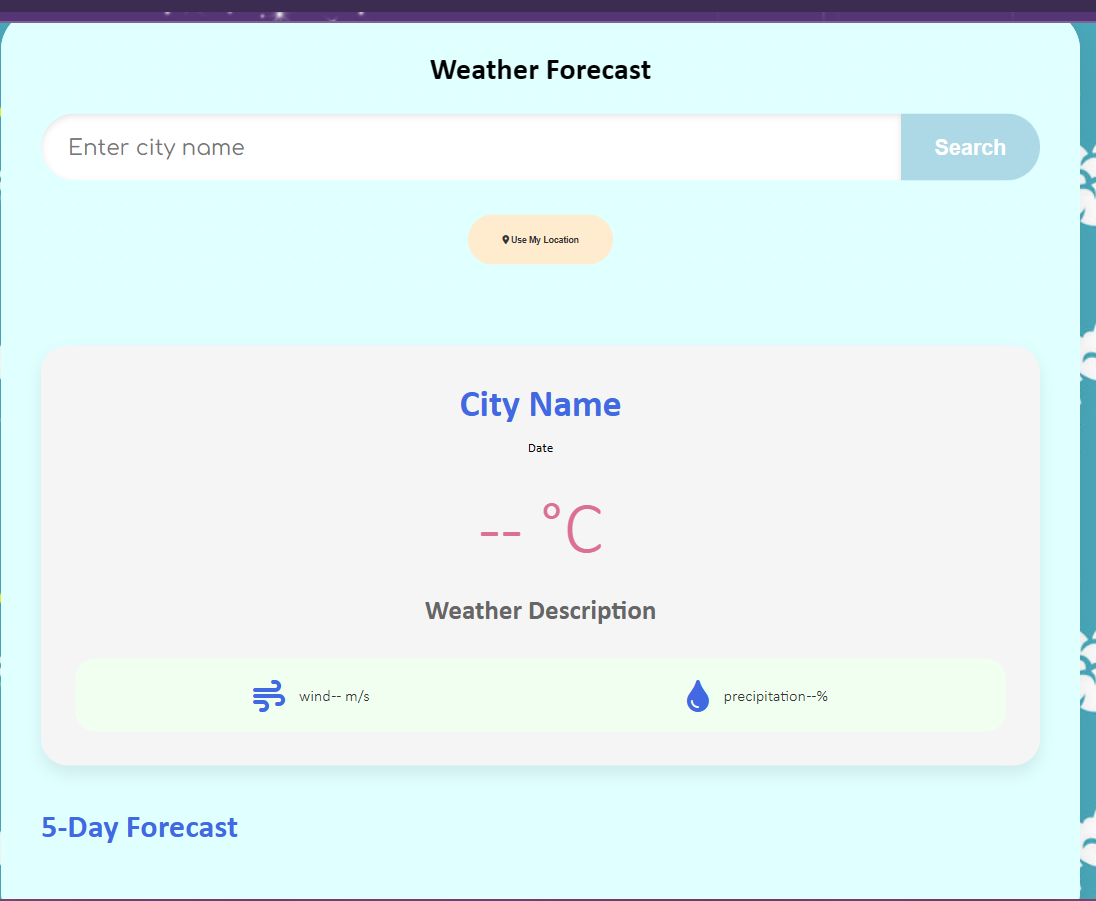 Weather Forecast
Enter city name
Search
Use My Location
City Name
Date
-- °C
Weather Description
wind-- m/s
precipitation--%
5-Day Forecast